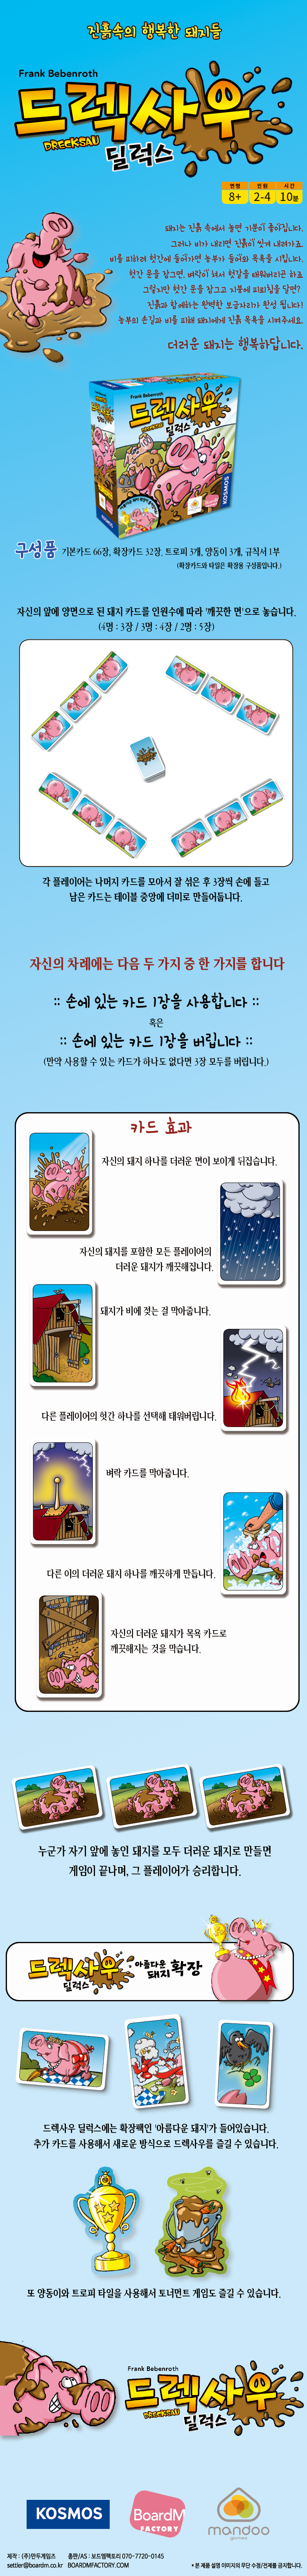 진흙속의 행복한 돼지들
Frank Bebenroth
드렉사우
DRECKSAU
딜럭스
연령 인원 시간
8+ 2-4 10분
돼지는 진흙 속에서 놀면 기분이 좋아집니다.
그러나 비가 내리면 진흙이 씻겨 내려가죠.
비를 피하려 헛간에 들어가면 농부가 들어와 목욕을 시킵니다.
헛간 문을 잠그면, 벼락이 쳐서 헛간을 태워버리곤 하죠.
그렇지만 헛간 문을 잠그고 지붕에 피뢰침을 달면?
진흙과 함께하는 완벽한 보금자리가 완성 됩니다!
농부의 손길과 비를 피해 돼지에게 진흙 목욕을 시켜주세요.
더러운 돼지는 행복하답니다.
Frank Bebenroth
드렉사우
DRECKSAU
딜럭스
KOSMOS
구성품 기본카드 66장, 확장카드 32장, 트로피 3개, 양동이 3개, 규칙서 1부
(확장카드와 타일은 확장용 구성품입니다.)
자신의 앞에 양면으로 된 돼지 카드를 인원수에 따라 '깨끗한 면'으로 놓습니다.
(4명 : 3장 / 3명 : 4장 / 2명 : 5장)
각 플레이어는 나머지 카드를 모아서 잘 섞은 후 3장씩 손에 들고
남은 카드는 테이블 중앙에 더미로 만들어둡니다.
자신의 차례에는 다음 두 가지 중 한 가지를 합니다
:: 손에 있는 카드 1장을 사용합니다 ::
혹은
:: 손에 있는 카드 1장을 버립니다 ::
(만약 사용할 수 있는 카드가 하나도 없다면 3장 모두를 버립니다.)
카드 효과
자신의 돼지 하나를 더러운 면이 보이게 뒤집습니다.
자신의 돼지를 포함한 모든 플레이어의
더러운 돼지가 깨끗해집니다.
돼지가 비에 젖는 걸 막아줍니다.
다른 플레이어의 헛간 하나를 선택해 태워버립니다.
벼락 카드를 막아줍니다.
다른 이의 더러운 돼지 하나를 깨끗하게 만듭니다.
자신의 더러운 돼지가 목욕 카드로
깨끗해지는 것을 막습니다.
누군가 자기 앞에 놓인 돼지를 모두 더러운 돼지로 만들면
게임이 끝나며, 그 플레이어가 승리합니다.
드렉사우 딜럭스 아름다운 돼지 확장
드렉사우 딜럭스에는 확장팩인 '아름다운 돼지'가 들어있습니다.
추가 카드를 사용해서 새로운 방식으로 드렉사우를 즐길 수 있습니다.
또 양동이와 트로피 타일을 사용해서 토너먼트 게임도 즐길 수 있습니다.
Frank Bebenroth
드렉사우
DRECKSAU
딜럭스
KOSMOS
BoardM
FACTORY
mandoo
games
제작 : (주)만두게임즈 출판/AS : 보드엠팩토리 070-7720-0145
settler@boardm.co.kr BOARDMFACTORY.COM
* 본 제품 설명 이미지의 무단 수정/전재를 금지합니다.